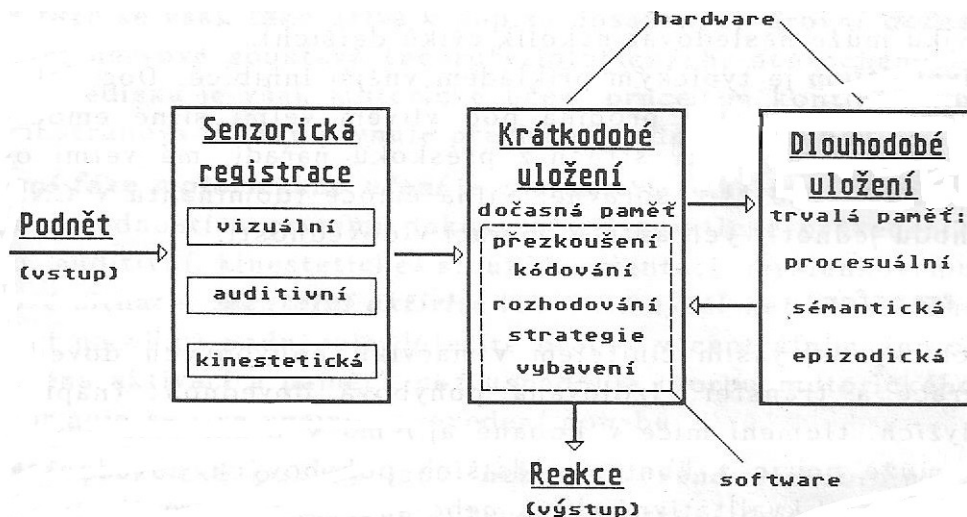 hardware
Senzorická
registrace
vizuální
auditivní
kinestetická
Podnět
(vstup)
Krátkodobé
uložení
dočasná paměť
přezkoušení
kódování
rozhodování
strategie
vybavení
Dlouhodobé
uložení
trvalá paměť:
procesuální
sémantická
epizodická
Reakce
(výstup)
software